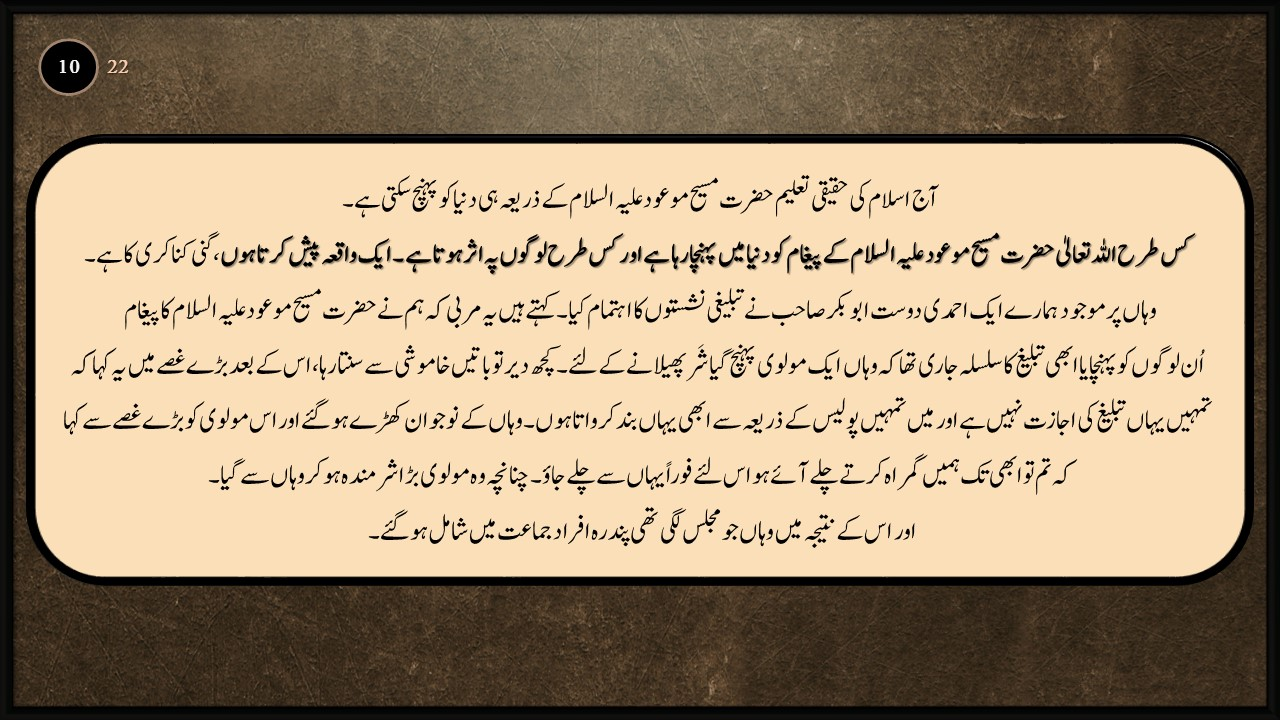 10 22
آج اسلام کی حقیقی تعلیم حضرت مسیح موعود علیہ السلام کے ذریعہ ہی دنیا کو پہنچ سکتی ہے۔
کس طرح اللہ تعالیٰ حضرت مسیح موعود علیہ السلام کے پیغام کو دنیا میں پہنچا رہا ہے اور کس طرح لوگوں پہ اثر ہوتا ہے۔ ایک واقعہ پیش کرتا ہوں، گنی کناکری کا ہے۔
وہاں پر موجود ہمارے ایک احمدی دوست ابو بکر صاحب نے تبلیغی نشستوں کا اہتمام کیا۔ کہتے ہیں یہ مربی کہ ہم نے حضرت مسیح موعود علیہ السلام کا پیغام
اُن لوگوں کو پہنچایا ابھی تبلیغ کا سلسلہ جاری تھا کہ وہاں ایک مولوی پہنچ گیا شَر پھیلانے کے لئے۔ کچھ دیر تو باتیں خاموشی سے سنتا رہا، اس کے بعد بڑے غصے میں یہ کہا کہ
تمہیں یہاں تبلیغ کی اجازت نہیں ہے اور میں تمہیں پولیس کے ذریعہ سے ابھی یہاں بند کرواتا ہوں۔ وہاں کے نوجوان کھڑے ہو گئے اور اس مولوی کو بڑے غصے سے کہا
کہ تم تو ابھی تک ہمیں گمراہ کرتے چلے آئے ہو اس لئے فوراً یہاں سے چلے جاؤ۔ چنانچہ وہ مولوی بڑا شرمندہ ہو کر وہاں سے گیا۔
اور اس کے نتیجہ میں وہاں جو مجلس لگی تھی پندرہ افراد جماعت میں شامل ہو گئے۔